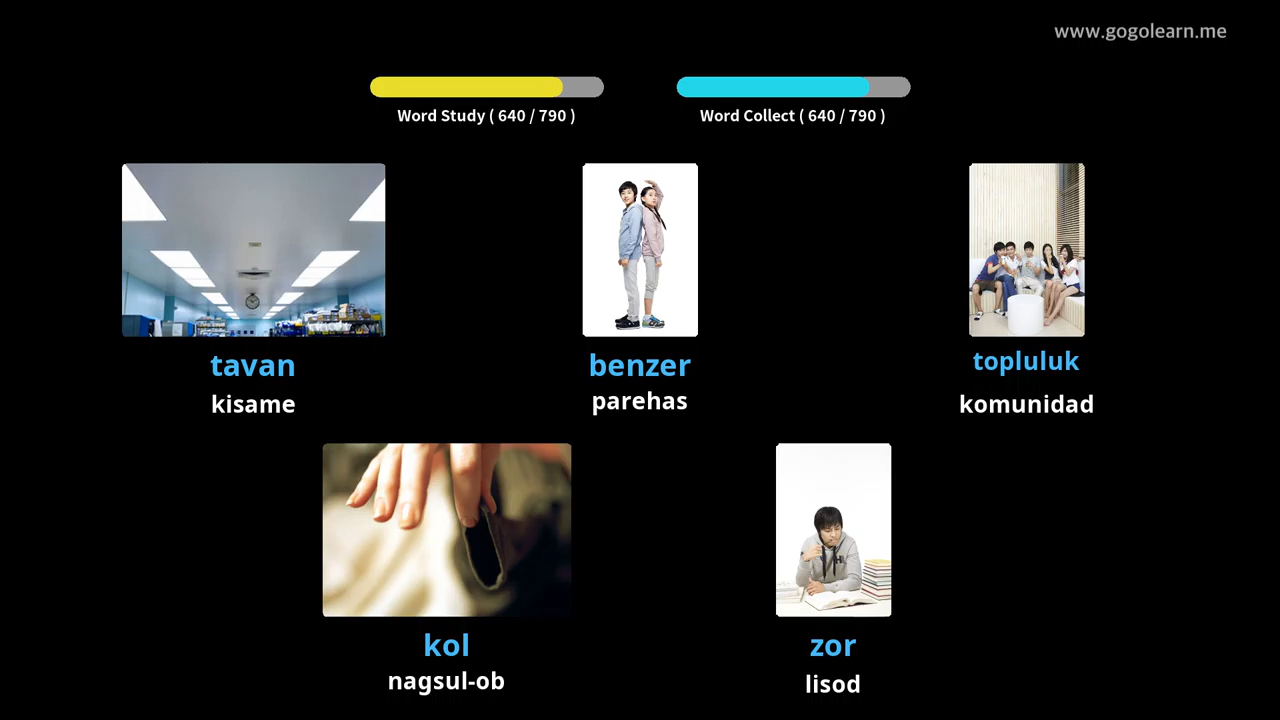 www.gogolearn.me
Word Study ( 640 / 790 )
Word Collect ( 640 / 790 )
tavan
kisame
benzer
parehas
topluluk
komunidad
kol
nagsul-ob
zor
lisod